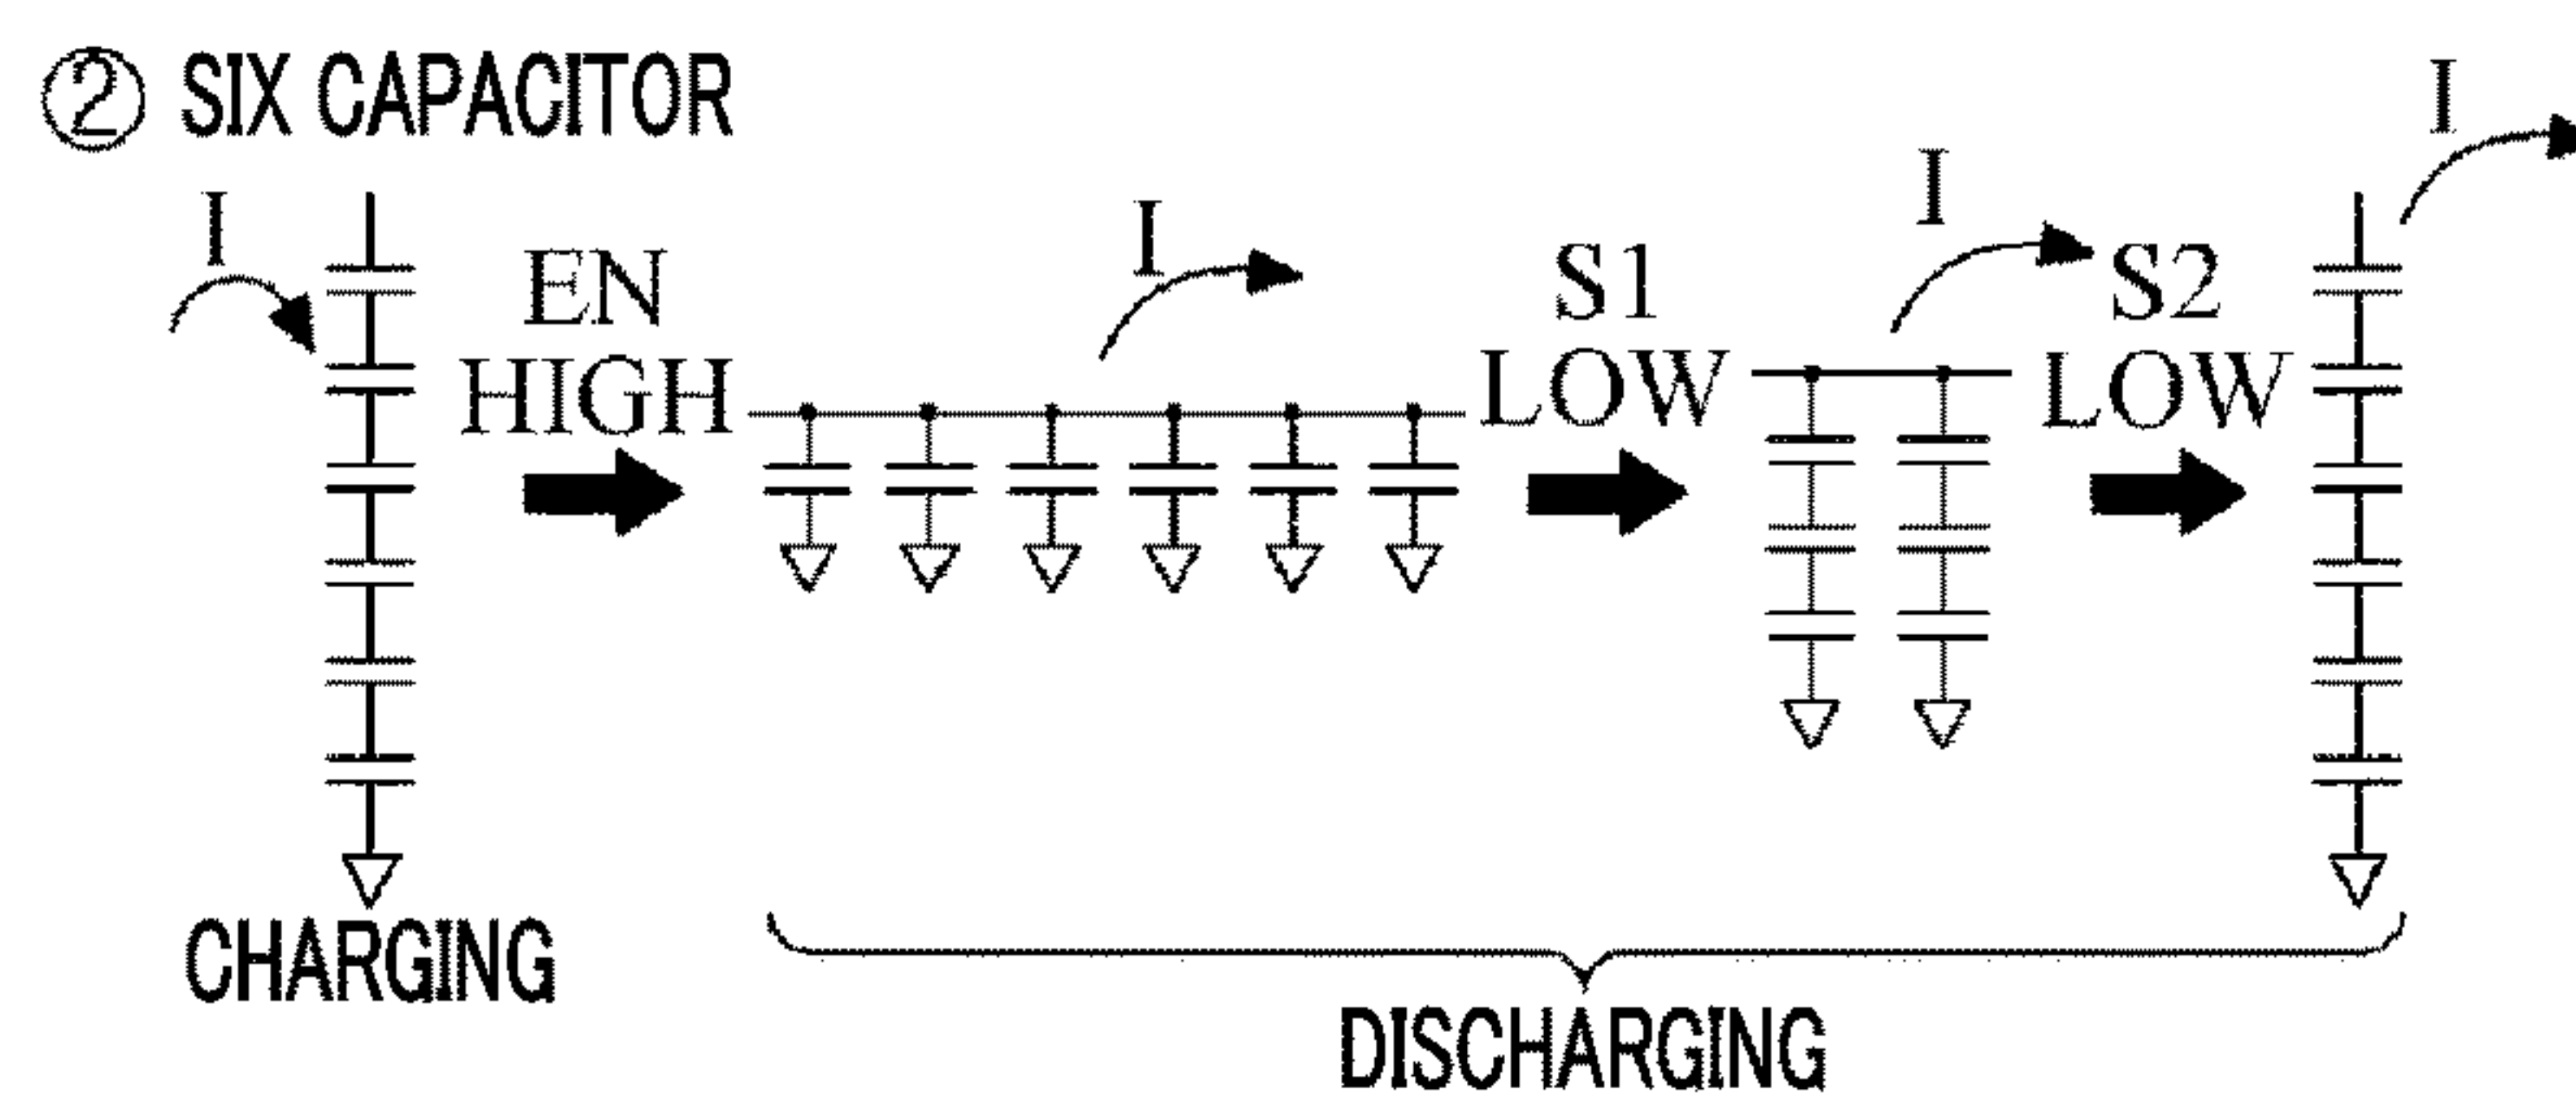 ② SIX CAPACITOR
I
EN
HIGH
I
S1
LOW
I
S2
LOW
I
CHARGING
DISCHARGING